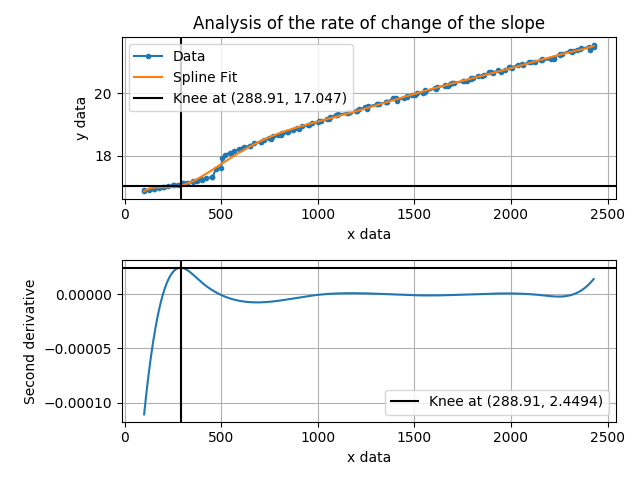 Analysis of the rate of change of the slope
Data
Spline Fit
Knee at (288.91, 17.047)
y data
20
18
0 500 1000 1500 2000 2500
x data
Second derivative
0.00000
−0.00005
−0.00010
Knee at (288.91, 2.4494)
0 500 1000 1500 2000 2500
x data